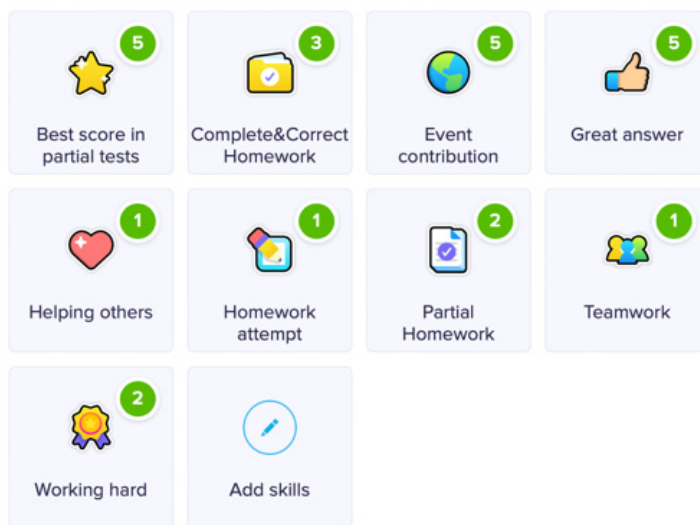 5
3
5
5
Best score in
partial tests
Complete&Correct
Homework
Event
contribution
Great answer
1
1
2
1
Helping others
Homework
attempt
Partial
Homework
Teamwork
2
Working hard
Add skills